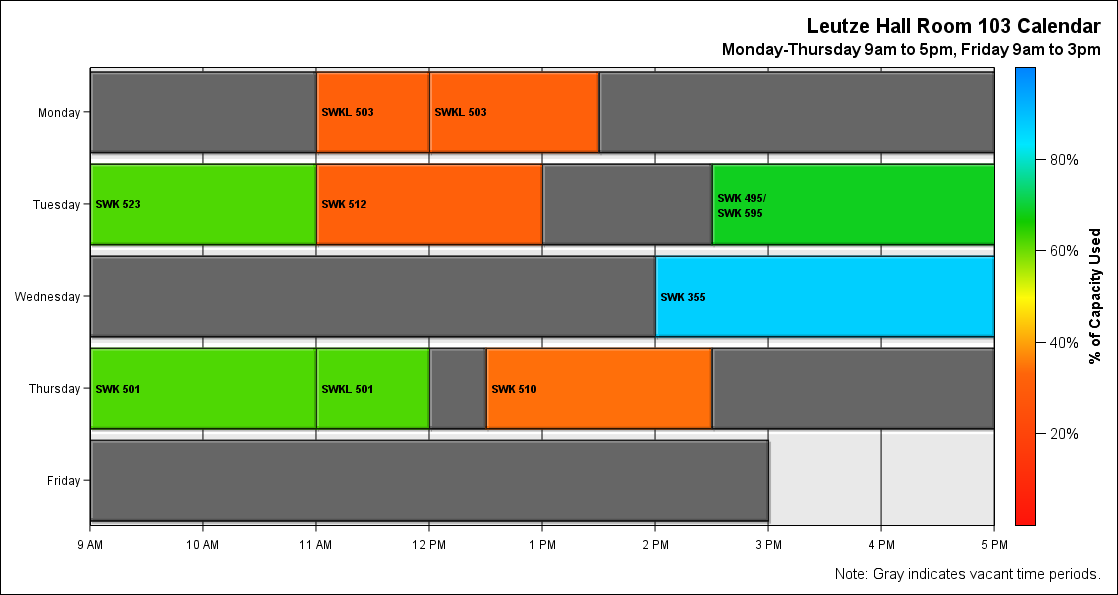 Leutze Hall Room 103 Calendar
Monday-Thursday 9am to 5pm, Friday 9am to 3pm
Monday
SWKL 503
SWKL 503
Tuesday
SWK 523
SWK 512
SWK 495/
SWK 595
Wednesday
SWK 355
Thursday
SWK 501
SWKL 501
SWK 510
Friday
9 AM
10 AM
11 AM
12 PM
1 PM
2 PM
3 PM
4 PM
5 PM
80%
60%
40%
20%
% of Capacity Used
Note: Gray indicates vacant time periods.